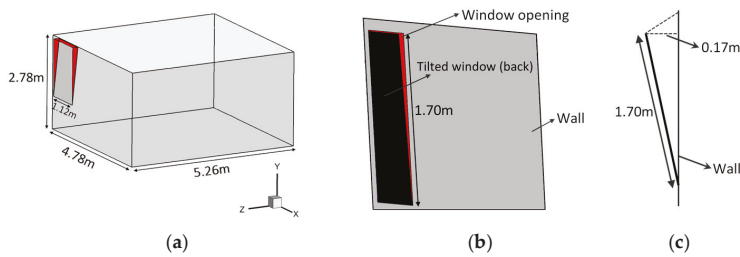 2.78m
1.12m
4.78m
5.26m
Y
Z
X
(a)
Window opening
Tilted window (back)
1.70m
Wall
(b)
0.17m
1.70m
Wall
(c)